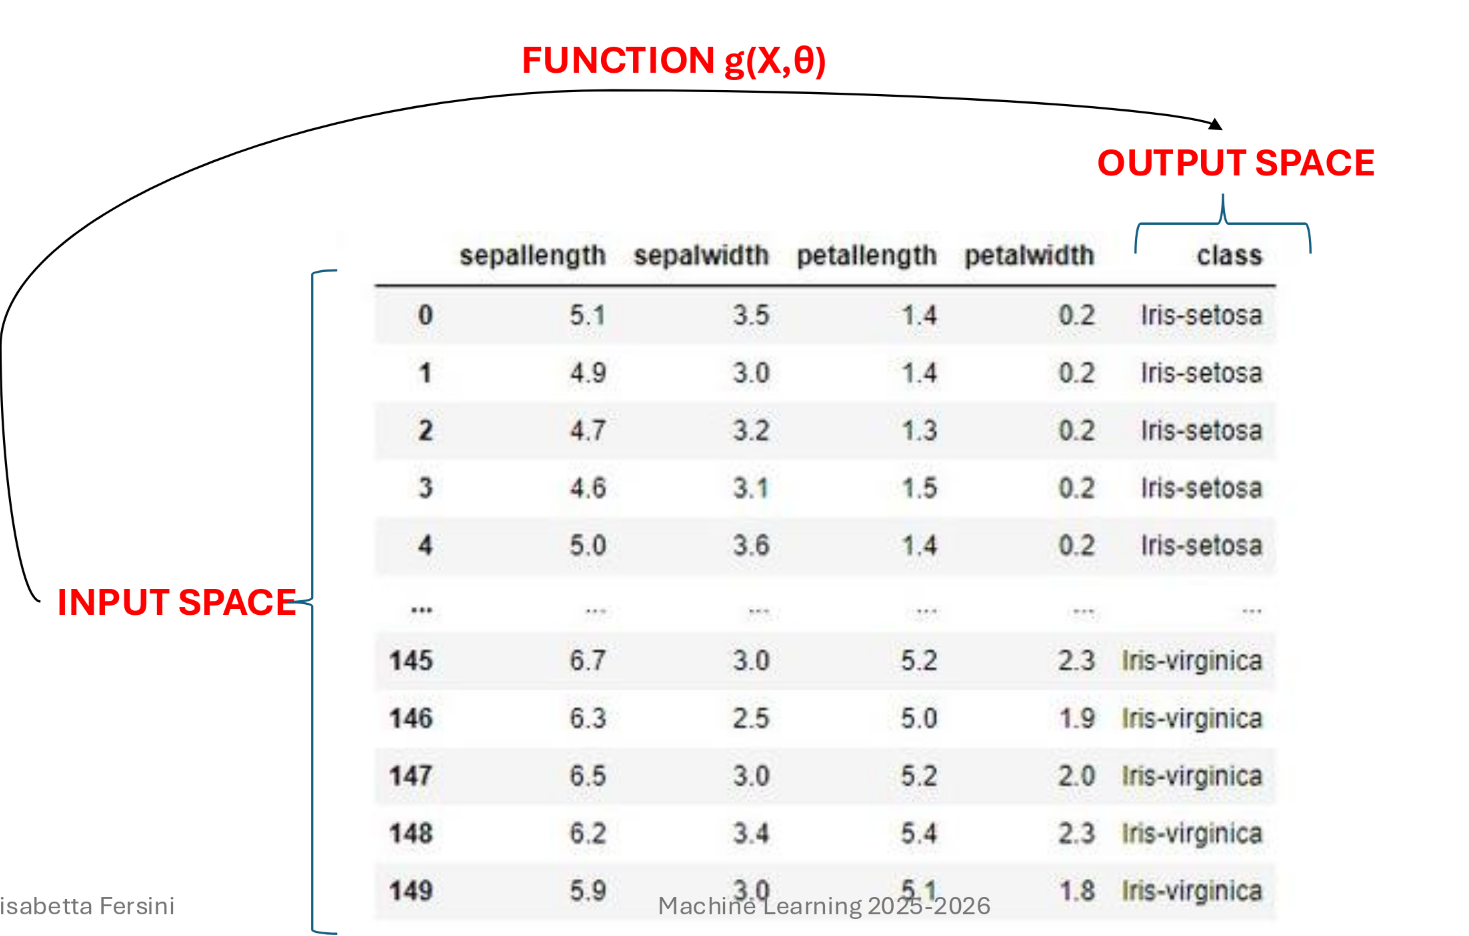 FUNCTION g(X,θ)
OUTPUT SPACE
sepallength sepalwidth petallength petalwidth class
0 5.1 3.5 1.4 0.2 Iris-setosa
1 4.9 3.0 1.4 0.2 Iris-setosa
2 4.7 3.2 1.3 0.2 Iris-setosa
3 4.6 3.1 1.5 0.2 Iris-setosa
4 5.0 3.6 1.4 0.2 Iris-setosa
INPUT SPACE
... ... ... ... ... ...
145 6.7 3.0 5.2 2.3 Iris-virginica
146 6.3 2.5 5.0 1.9 Iris-virginica
147 6.5 3.0 5.2 2.0 Iris-virginica
148 6.2 3.4 5.4 2.3 Iris-virginica
149 5.9 3.0 5.1 1.8 Iris-virginica
isabetta Fersini
Machine Learning 2025-2026